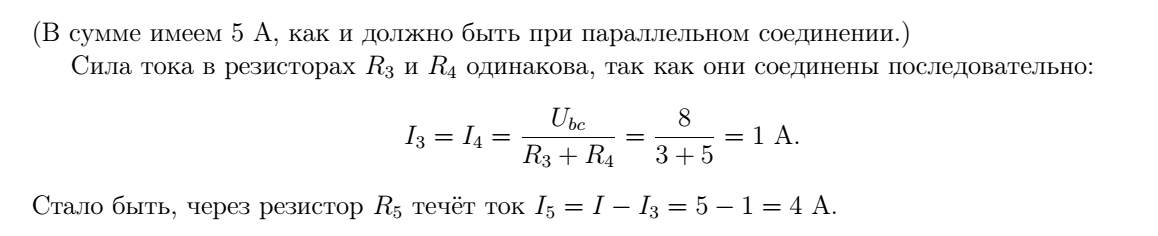 (В сумме имеем 5 А, как и должно быть при параллельном соединении.)
Сила тока в резисторах R₃ и R₄ одинакова, так как они соединены последовательно:
I₃ = I₄ = U_bc / (R₃ + R₄) = 8 / (3 + 5) = 1 А.
Стало быть, через резистор R₅ течёт ток I₅ = I − I₃ = 5 − 1 = 4 А.